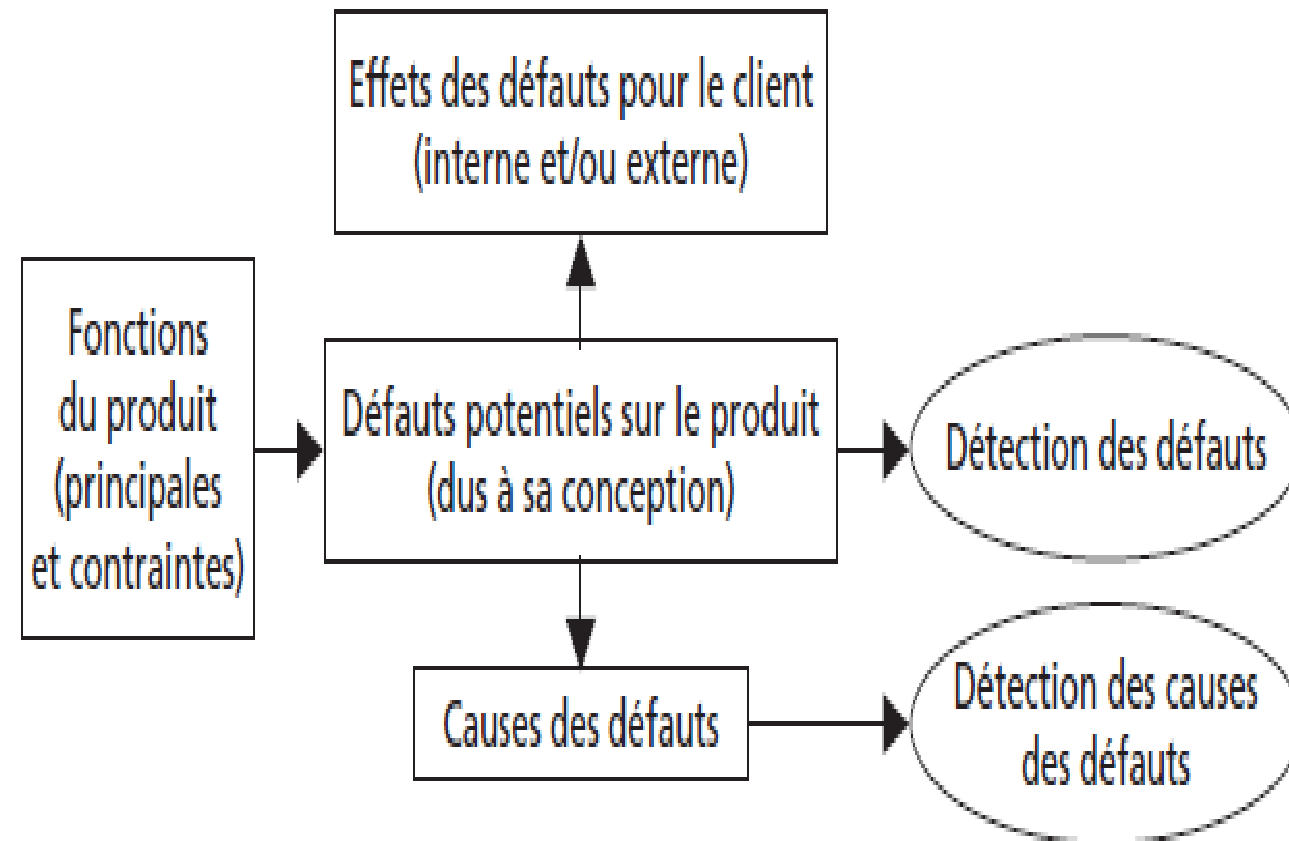 Effets des défauts pour le client
(interne et/ou externe)
Fonctions
du produit
(principales
et contraintes)
Défauts potentiels sur le produit
(dus à sa conception)
Détection des défauts
Causes des défauts
Détection des causes
des défauts